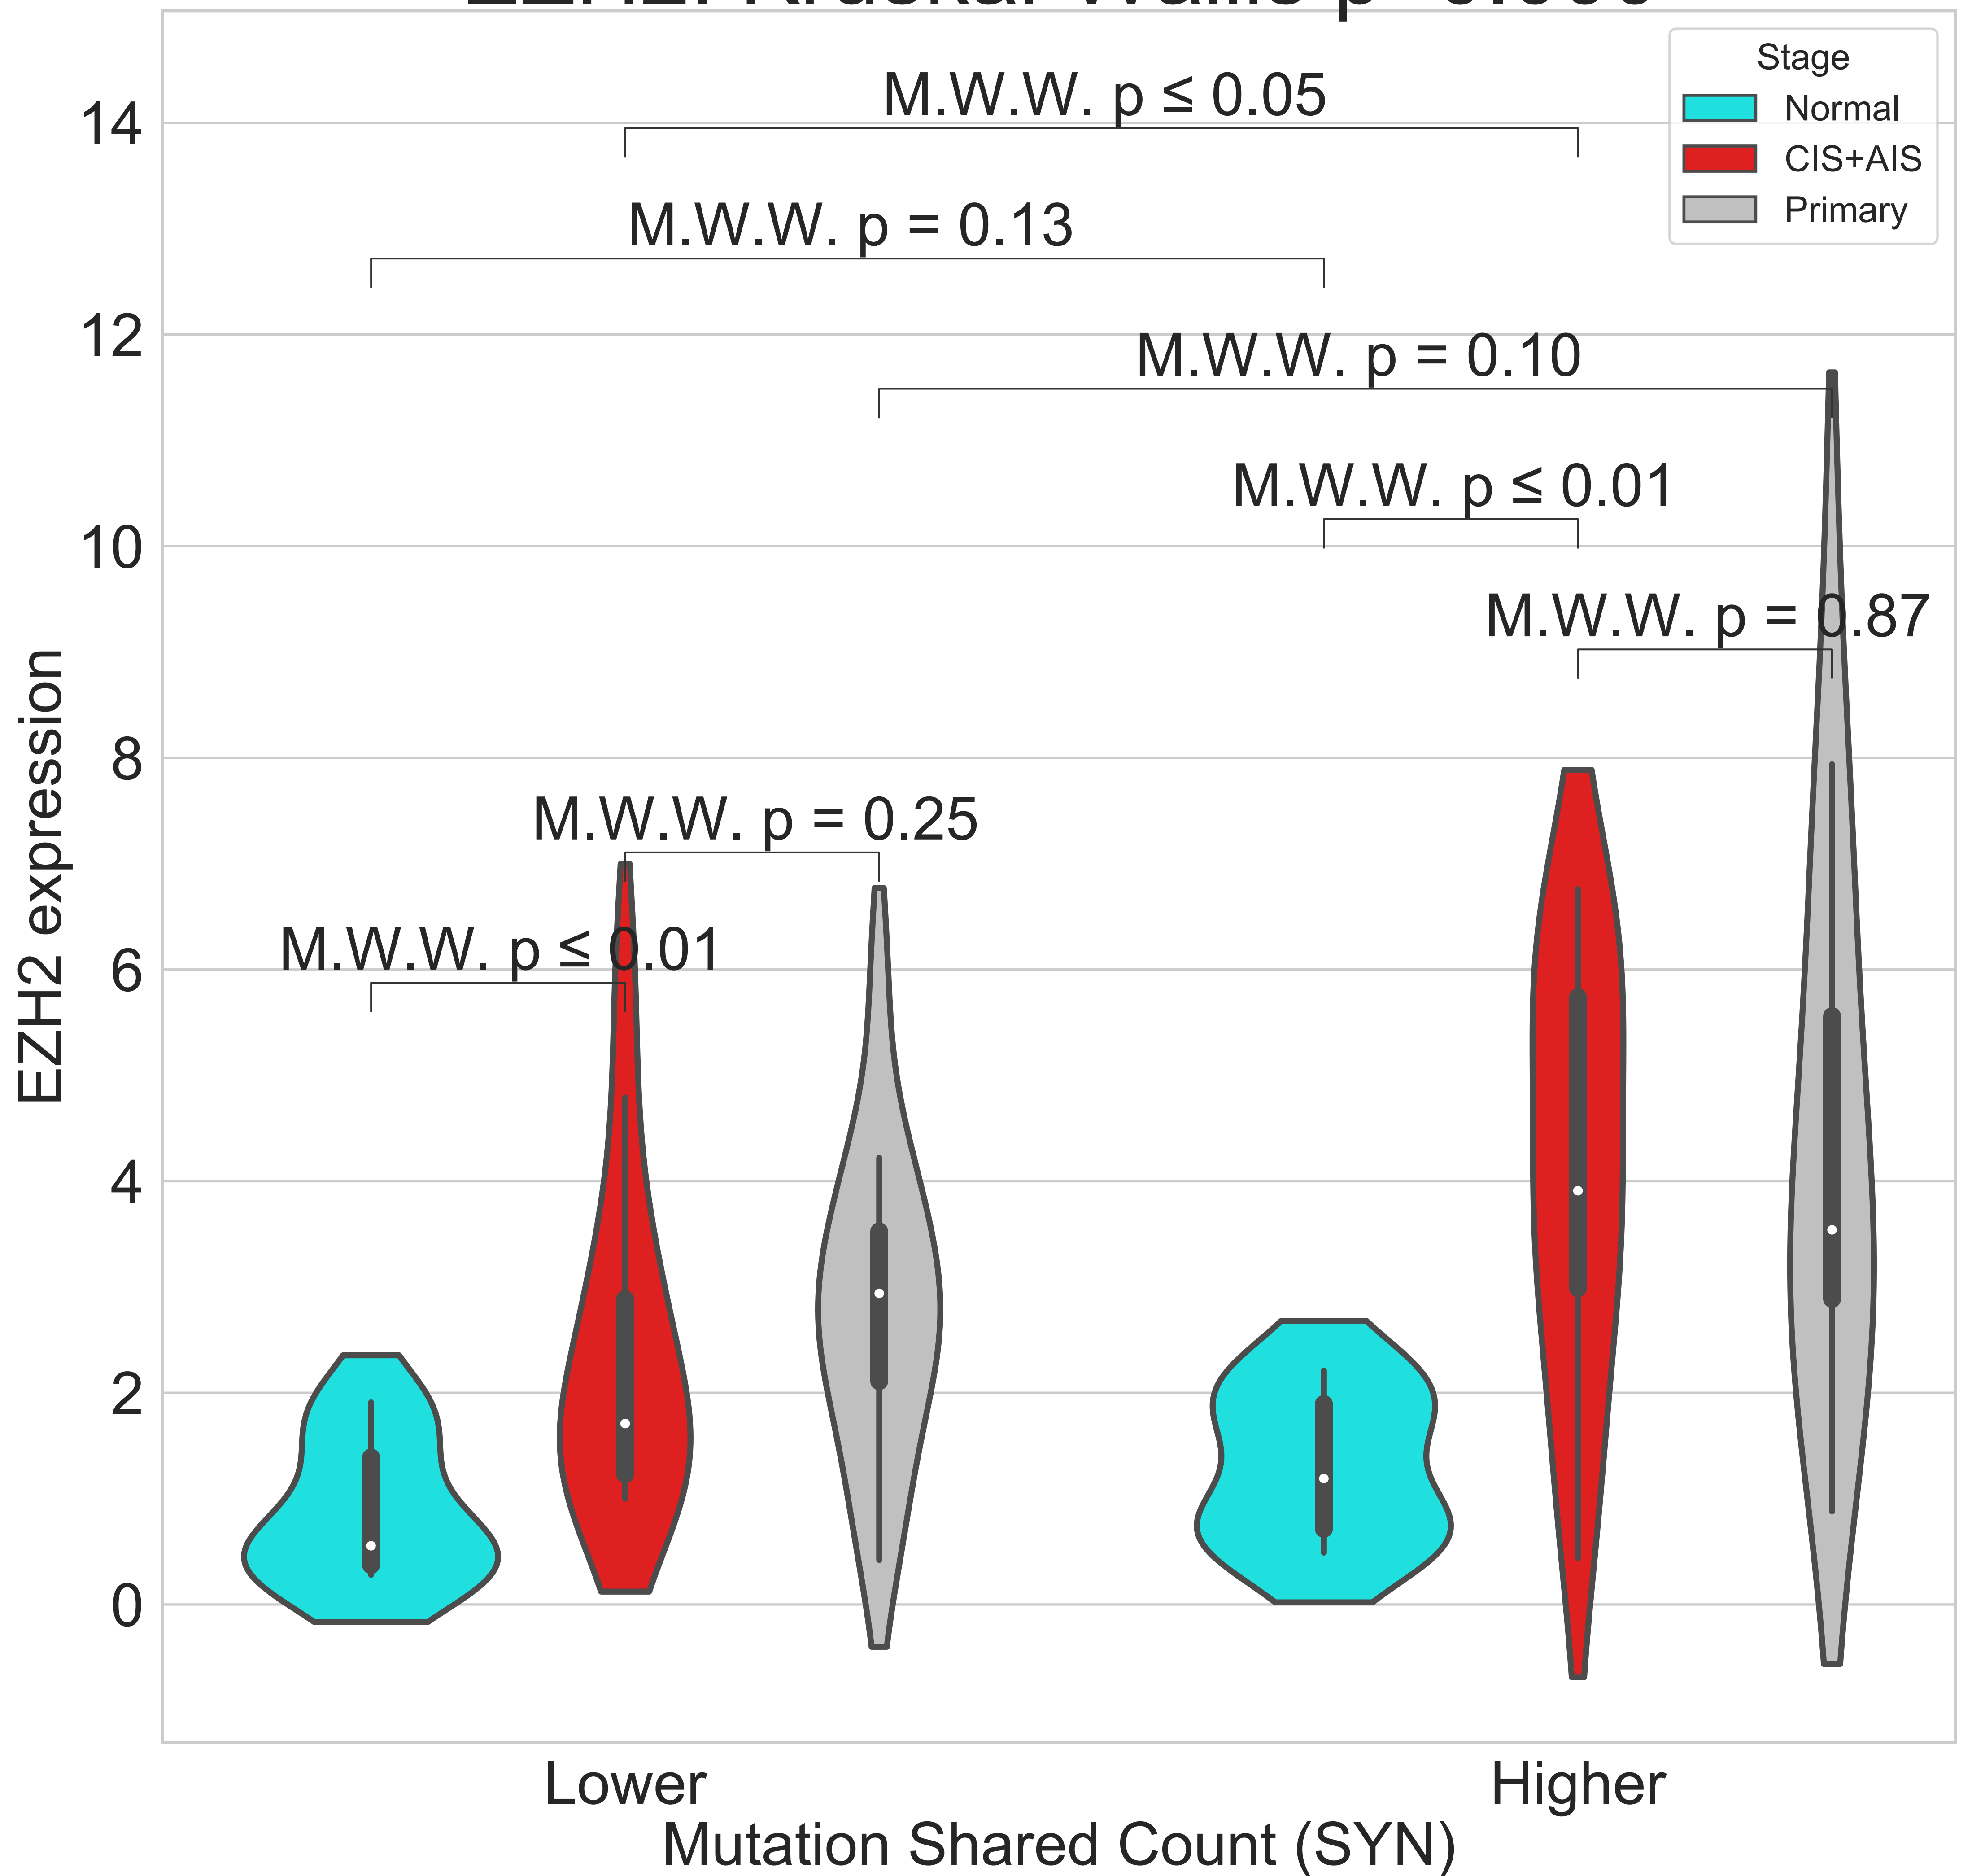 Stage
Normal
CIS+AIS
Primary
M.W.W. p ≤ 0.05
M.W.W. p = 0.13
M.W.W. p = 0.10
M.W.W. p ≤ 0.01
M.W.W. p = 0.87
M.W.W. p = 0.25
M.W.W. p ≤ 0.01
14
12
10
8
6
4
2
0
EZH2 expression
Lower
Higher
Mutation Shared Count (SYN)